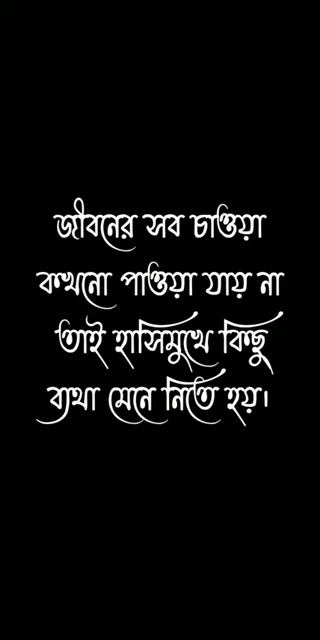 জীবনের সব চাওয়া
কখনো পাওয়া যায় না
তাই হাসিমুখে কিছু
ব্যথা মেনে নিতে হয়।